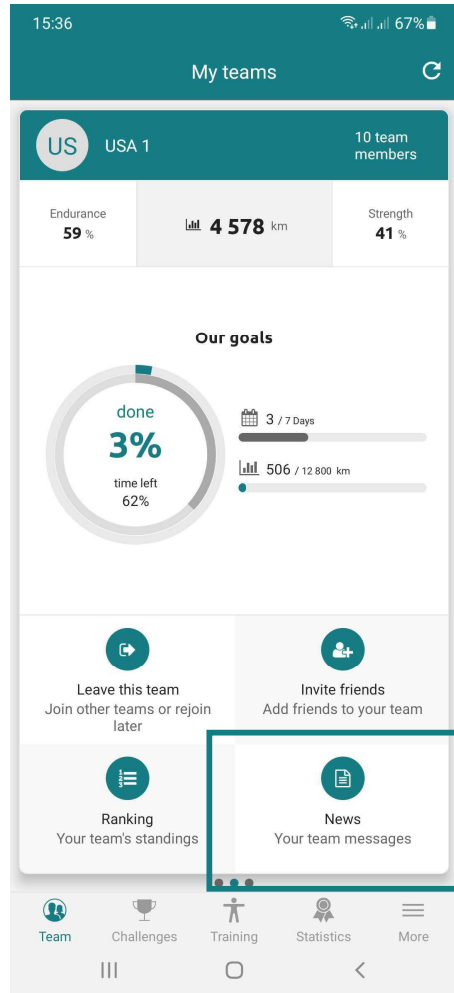 15:36
67%
My teams
US
USA 1
10 team
members
Endurance
59 %
4 578 km
Strength
41 %
Our goals
done
3%
time left
62%
3 / 7 Days
506 / 12 800 km
Leave this team
Join other teams or rejoin
later
Invite friends
Add friends to your team
Ranking
Your team's standings
News
Your team messages
Team
Challenges
Training
Statistics
More